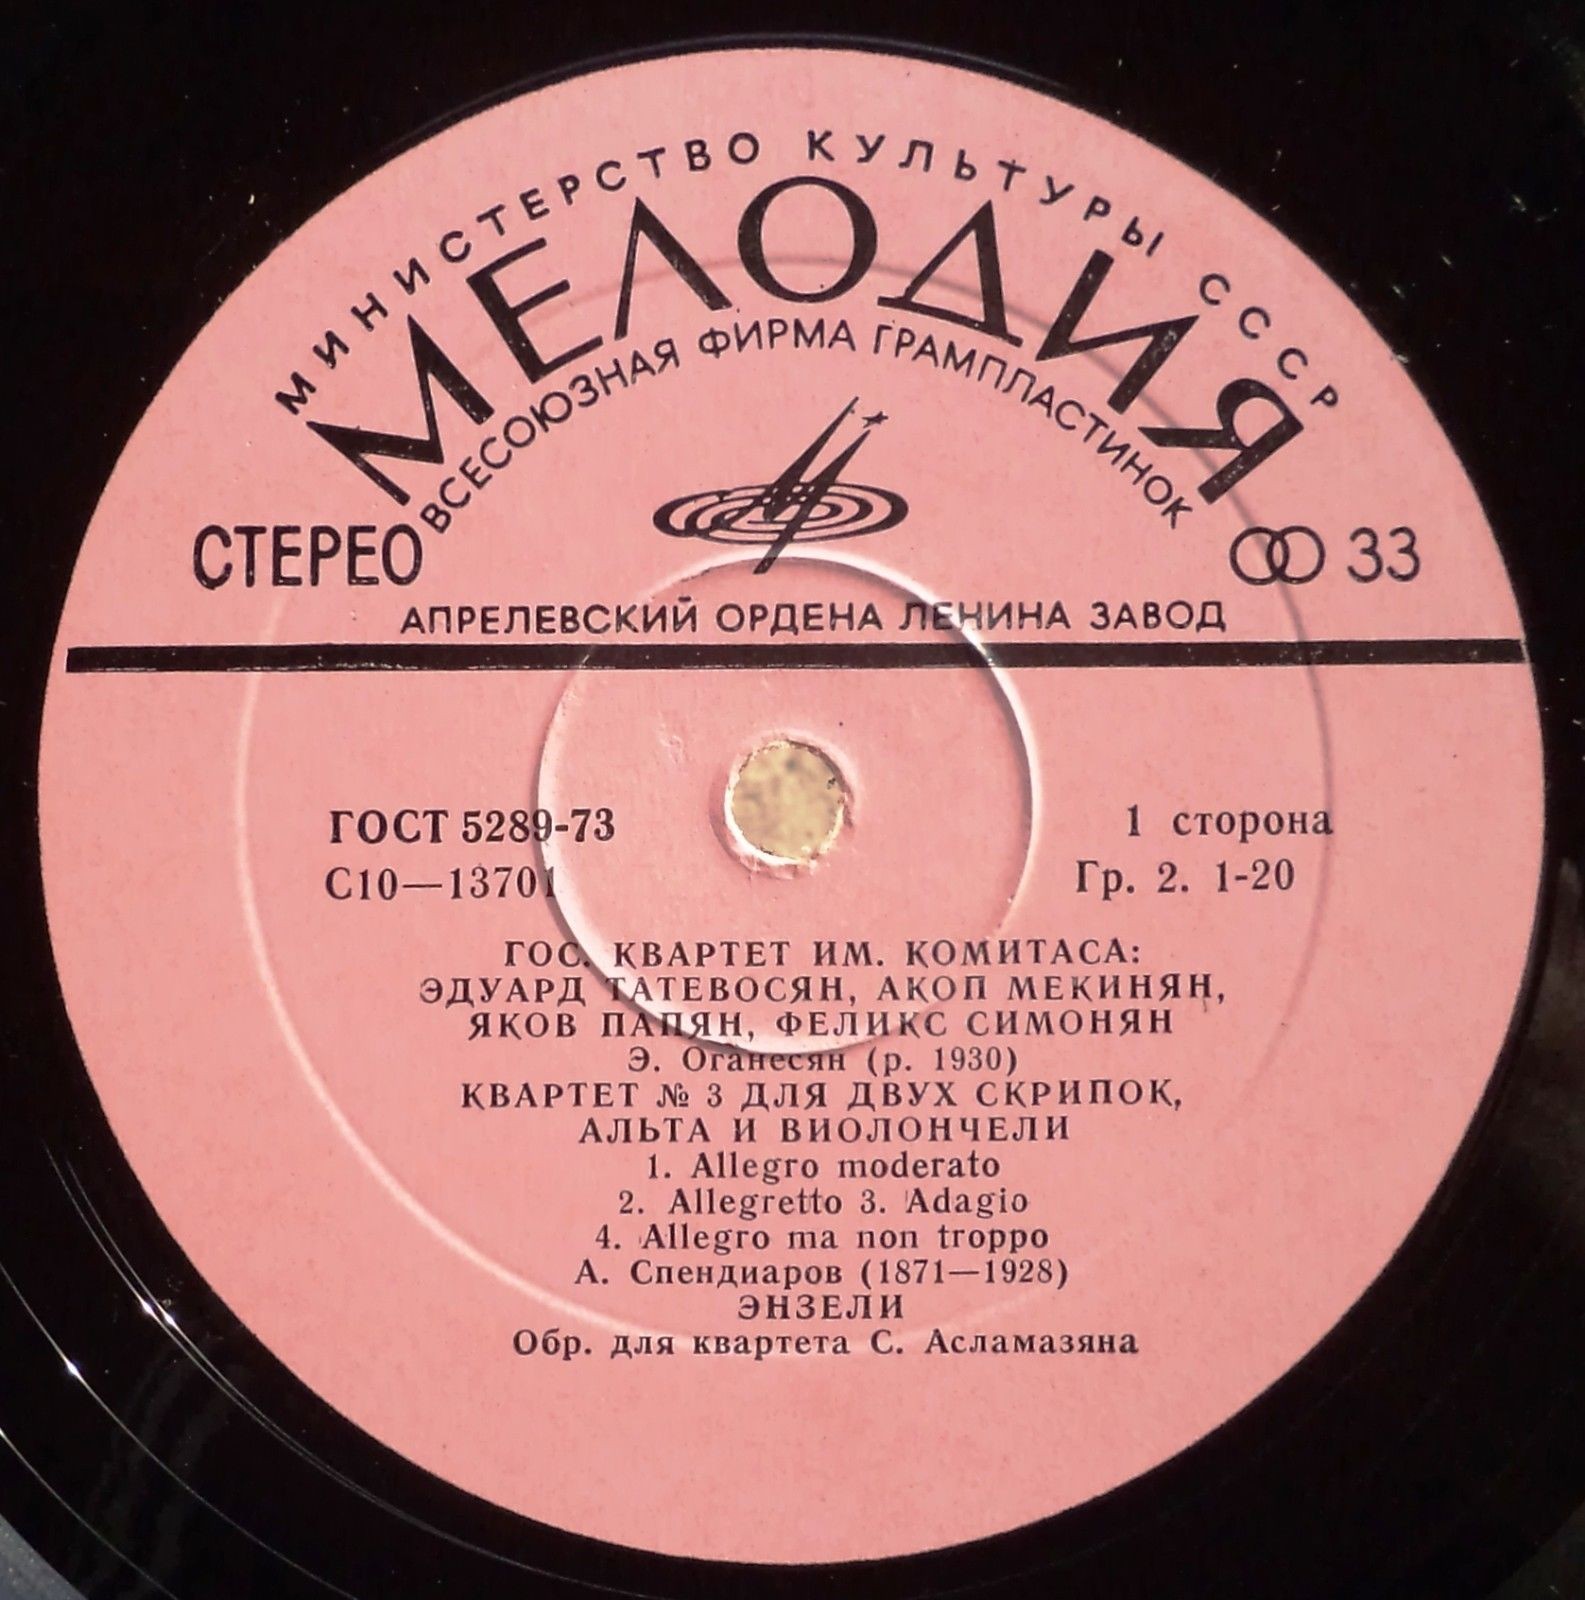 МИНИСТЕРСТВО КУЛЬТУРЫ СССР
МЕЛОДИЯ
ВСЕСОЮЗНАЯ ФИРМА ГРАМПЛАСТИНОК
СТЕРЕО
33
АПРЕЛЕВСКИЙ ОРДЕНА ЛЕНИНА ЗАВОД
ГОСТ 5289-73
1 сторона
С10—13701
Гр. 2. 1-20
ГОС. КВАРТЕТ ИМ. КОМИТАСА:
ЭДУАРД ТАТЕВОСЯН, АКОП МЕКИНЯН,
ЯКОВ ПАПЯН, ФЕЛИКС СИМОНЯН
Э. Оганесян (р. 1930)
КВАРТЕТ № 3 ДЛЯ ДВУХ СКРИПОК,
АЛЬТА И ВИОЛОНЧЕЛИ
1. Allegro moderato
2. Allegretto 3. Adagio
4. Allegro ma non troppo
А. Спендиаров (1871—1928)
ЭНЗЕЛИ
Обр. для квартета С. Асламазяна